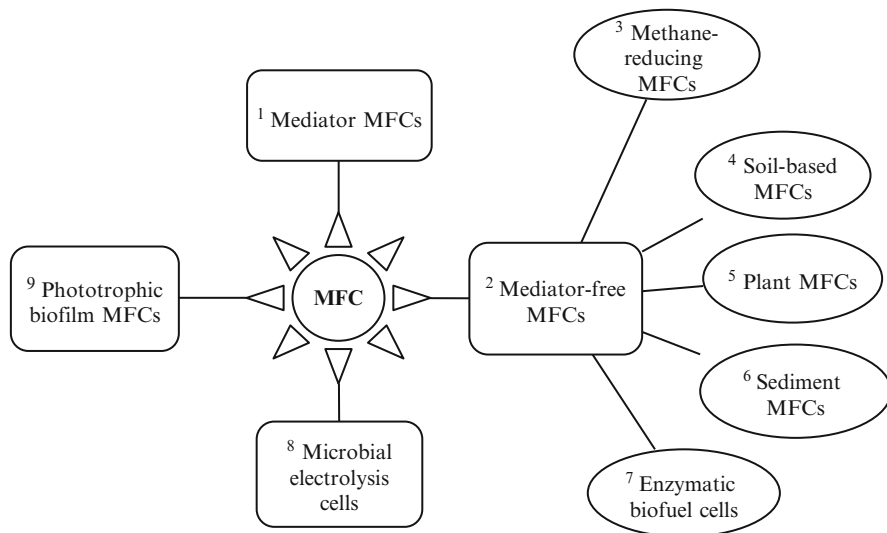 3 Methane-
reducing
MFCs
1 Mediator MFCs
4 Soil-based
MFCs
9 Phototrophic
biofilm MFCs
MFC
2 Mediator-free
MFCs
5 Plant MFCs
6 Sediment
MFCs
8 Microbial
electrolysis
cells
7 Enzymatic
biofuel cells